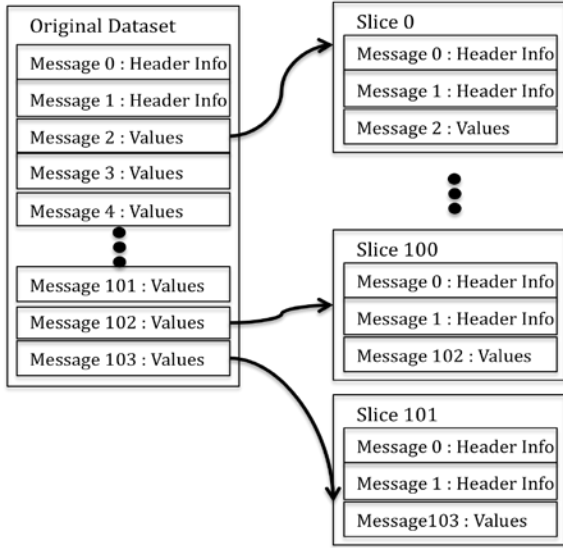 Original Dataset
Message 0 : Header Info
Message 1 : Header Info
Message 2 : Values
Message 3 : Values
Message 4 : Values
Message 101 : Values
Message 102 : Values
Message 103 : Values
Slice 0
Message 0 : Header Info
Message 1 : Header Info
Message 2 : Values
Slice 100
Message 0 : Header Info
Message 1 : Header Info
Message 102 : Values
Slice 101
Message 0 : Header Info
Message 1 : Header Info
Message103 : Values